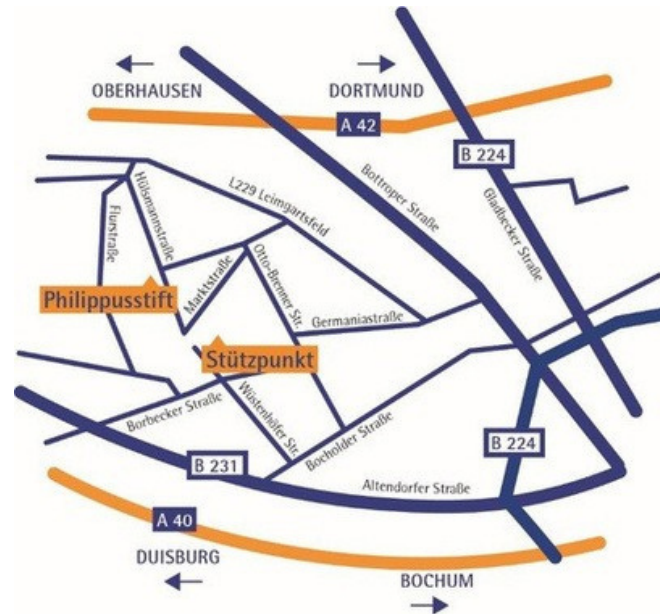 OBERHAUSEN
DORTMUND
A 42
B 224
L229 Leimgartsfeld
Bottroper Straße
Gladbecker Straße
Hülsmannstraße
Flurstraße
Marktstraße
Otto-Brenner Str.
Philippusstift
Germaniastraße
Stützpunkt
Borbecker Straße
Wüstenhöfer Str.
Bocholder Straße
B 224
B 231
Altendorfer Straße
A 40
DUISBURG
BOCHUM